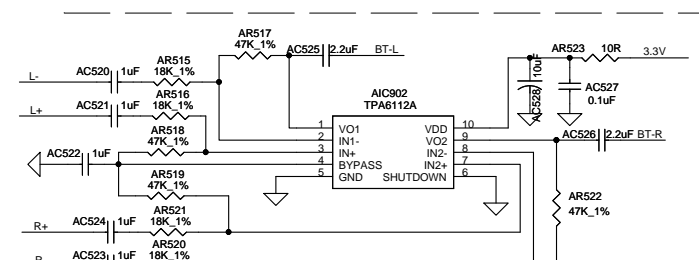 AR517
47K_1%
AC525
2.2uF
BT-L
AR523
10R
3.3V
10uF
AC528
L-
AC520
1uF
AR515
18K_1%
AC527
0.1uF
L+
AC521
1uF
AR516
18K_1%
AIC902
TPA6112A
AR518
47K_1%
1
VO1
VDD
10
2
IN1-
VO2
9
3
IN+
IN2-
8
4
BYPASS
IN2+
7
5
GND
SHUTDOWN
6
AC526
2.2uF
BT-R
AC522
1uF
AR519
47K_1%
AR522
47K_1%
R+
AC524
1uF
AR521
18K_1%
AC523
1uF
AR520
18K_1%